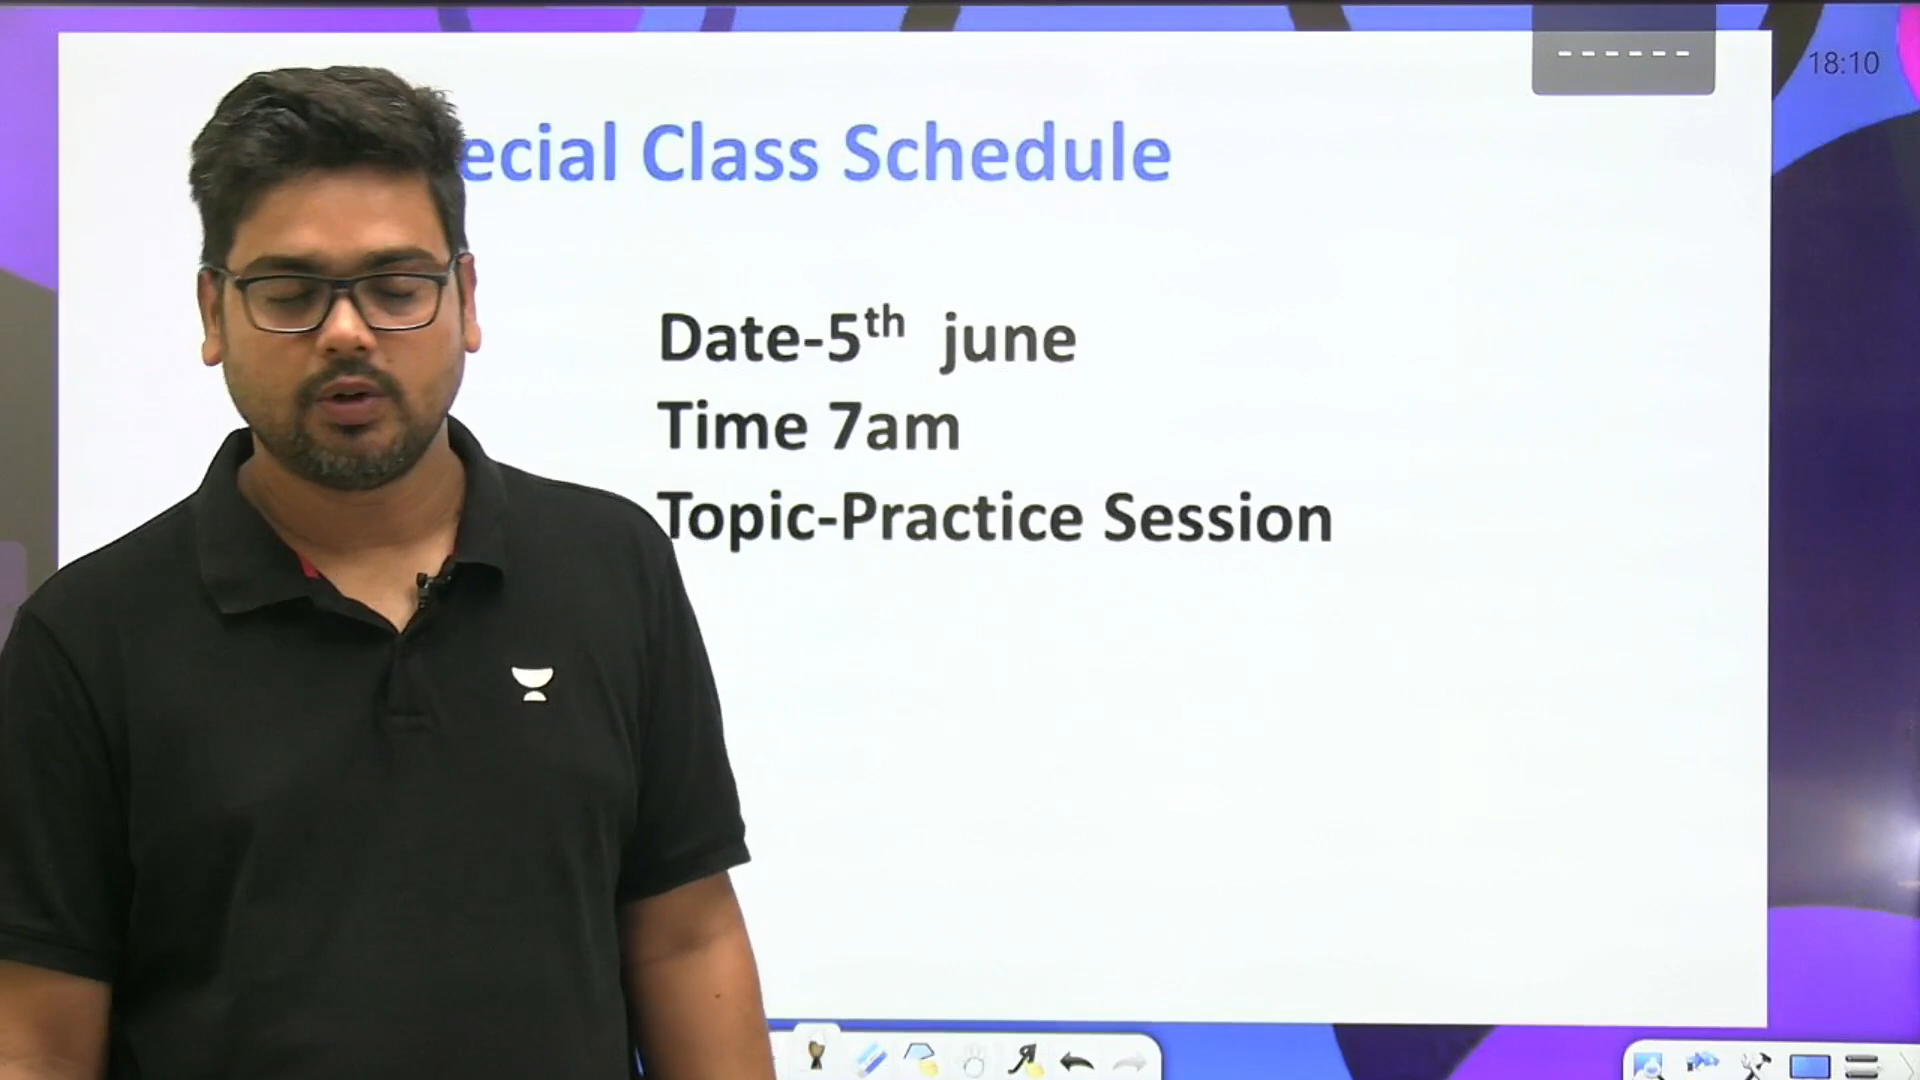 18:10
ecial Class Schedule
Date-5th june
Time 7am
Topic-Practice Session